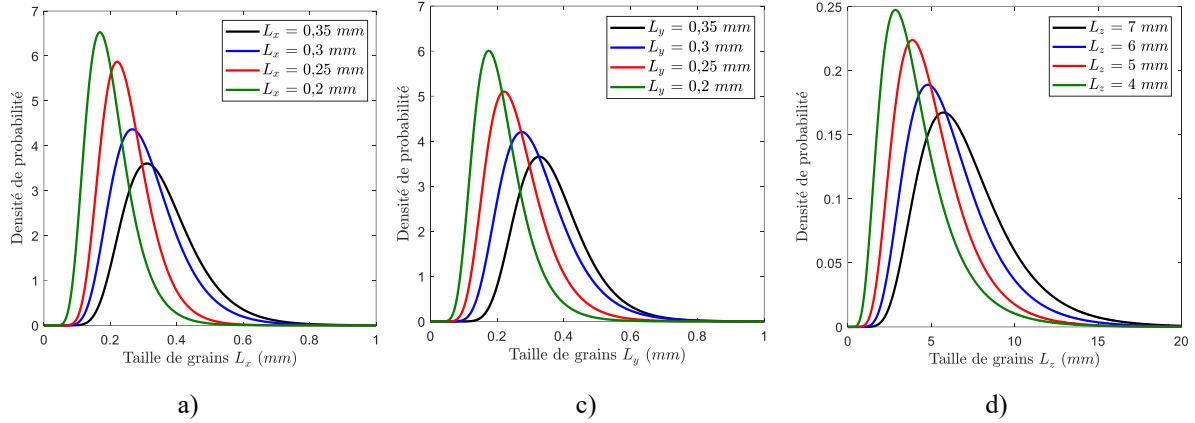 7
6
5
4
3
2
1
0
Densité de probabilité
L_x = 0,35 mm
L_x = 0,3 mm
L_x = 0,25 mm
L_x = 0,2 mm
0 0.2 0.4 0.6 0.8 1
Taille de grains L_x (mm)
a)
7
6
5
4
3
2
1
0
Densité de probabilité
L_y = 0,35 mm
L_y = 0,3 mm
L_y = 0,25 mm
L_y = 0,2 mm
0 0.2 0.4 0.6 0.8 1
Taille de grains L_y (mm)
c)
0.25
0.2
0.15
0.1
0.05
0
Densité de probabilité
L_z = 7 mm
L_z = 6 mm
L_z = 5 mm
L_z = 4 mm
0 5 10 15 20
Taille de grains L_z (mm)
d)